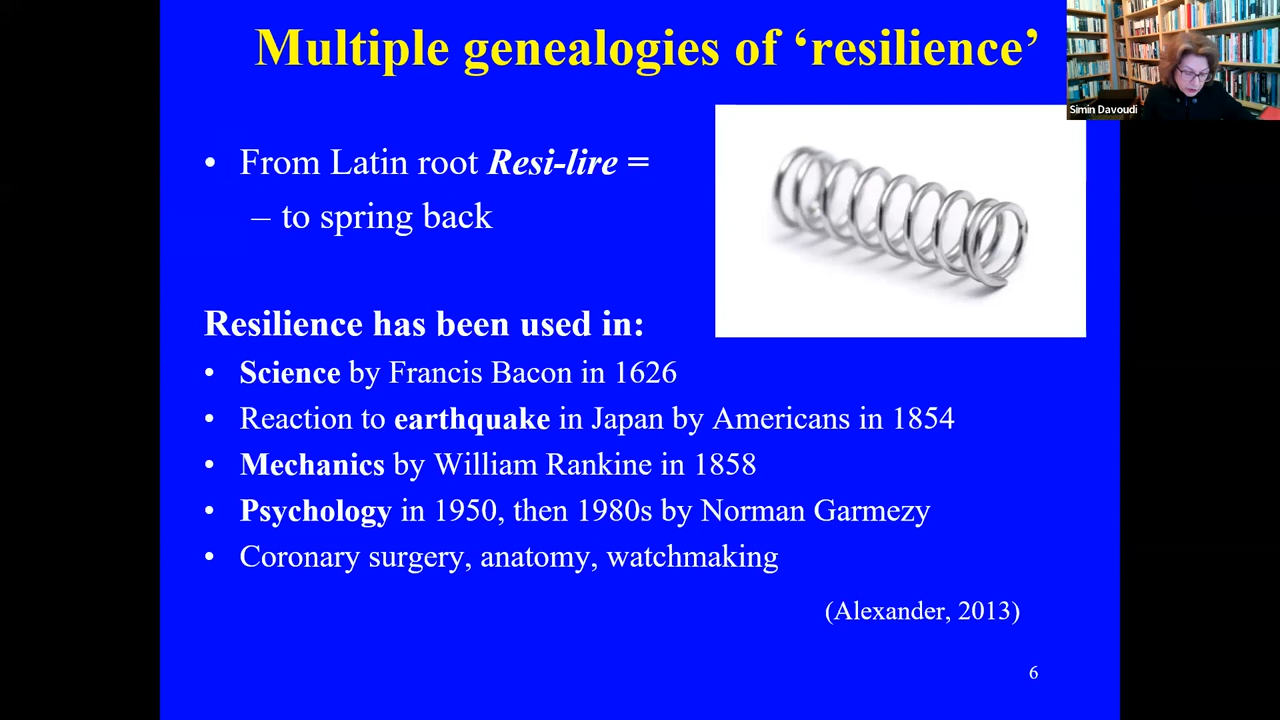 Multiple genealogies of ‘resilience’
Simin Davoudi
• From Latin root Resi-lire =
– to spring back
Resilience has been used in:
• Science by Francis Bacon in 1626
• Reaction to earthquake in Japan by Americans in 1854
• Mechanics by William Rankine in 1858
• Psychology in 1950, then 1980s by Norman Garmezy
• Coronary surgery, anatomy, watchmaking
(Alexander, 2013)
6